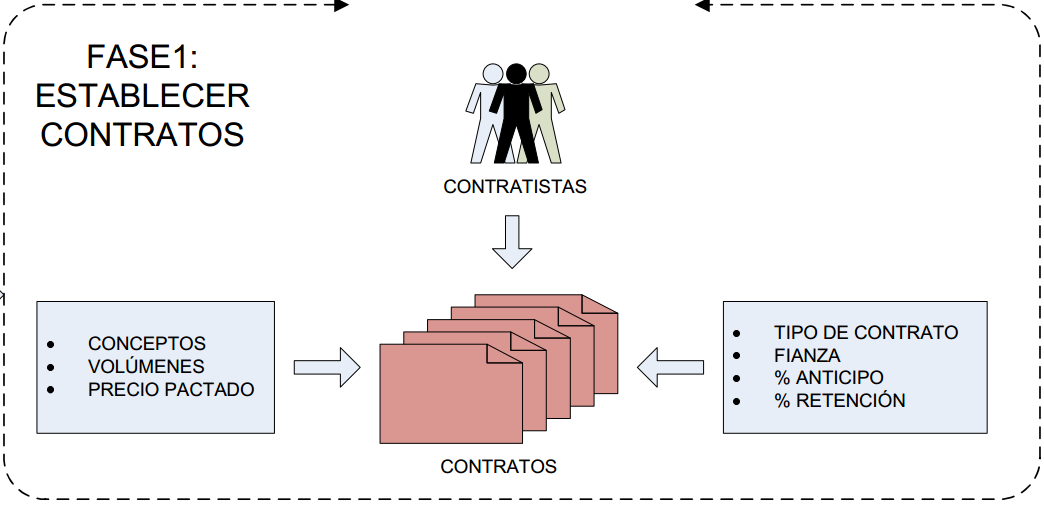 FASE1:
ESTABLECER
CONTRATOS
CONTRATISTAS
• CONCEPTOS
• VOLÚMENES
• PRECIO PACTADO
• TIPO DE CONTRATO
• FIANZA
• % ANTICIPO
• % RETENCIÓN
CONTRATOS